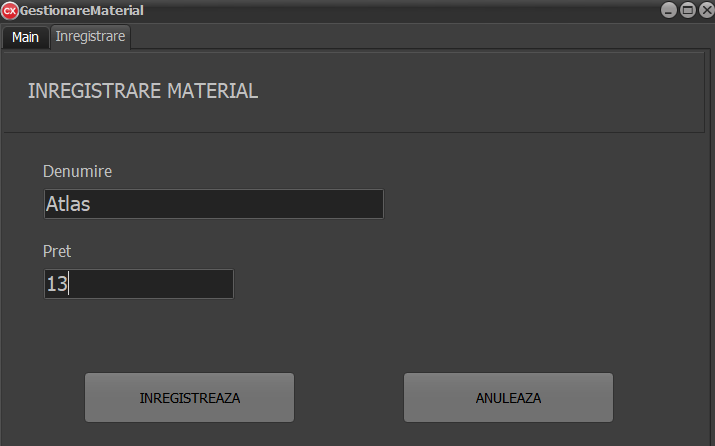 CX GestionareMaterial
Main Inregistrare
INREGISTRARE MATERIAL
Denumire
Atlas
Pret
13
INREGISTREAZA ANULEAZA